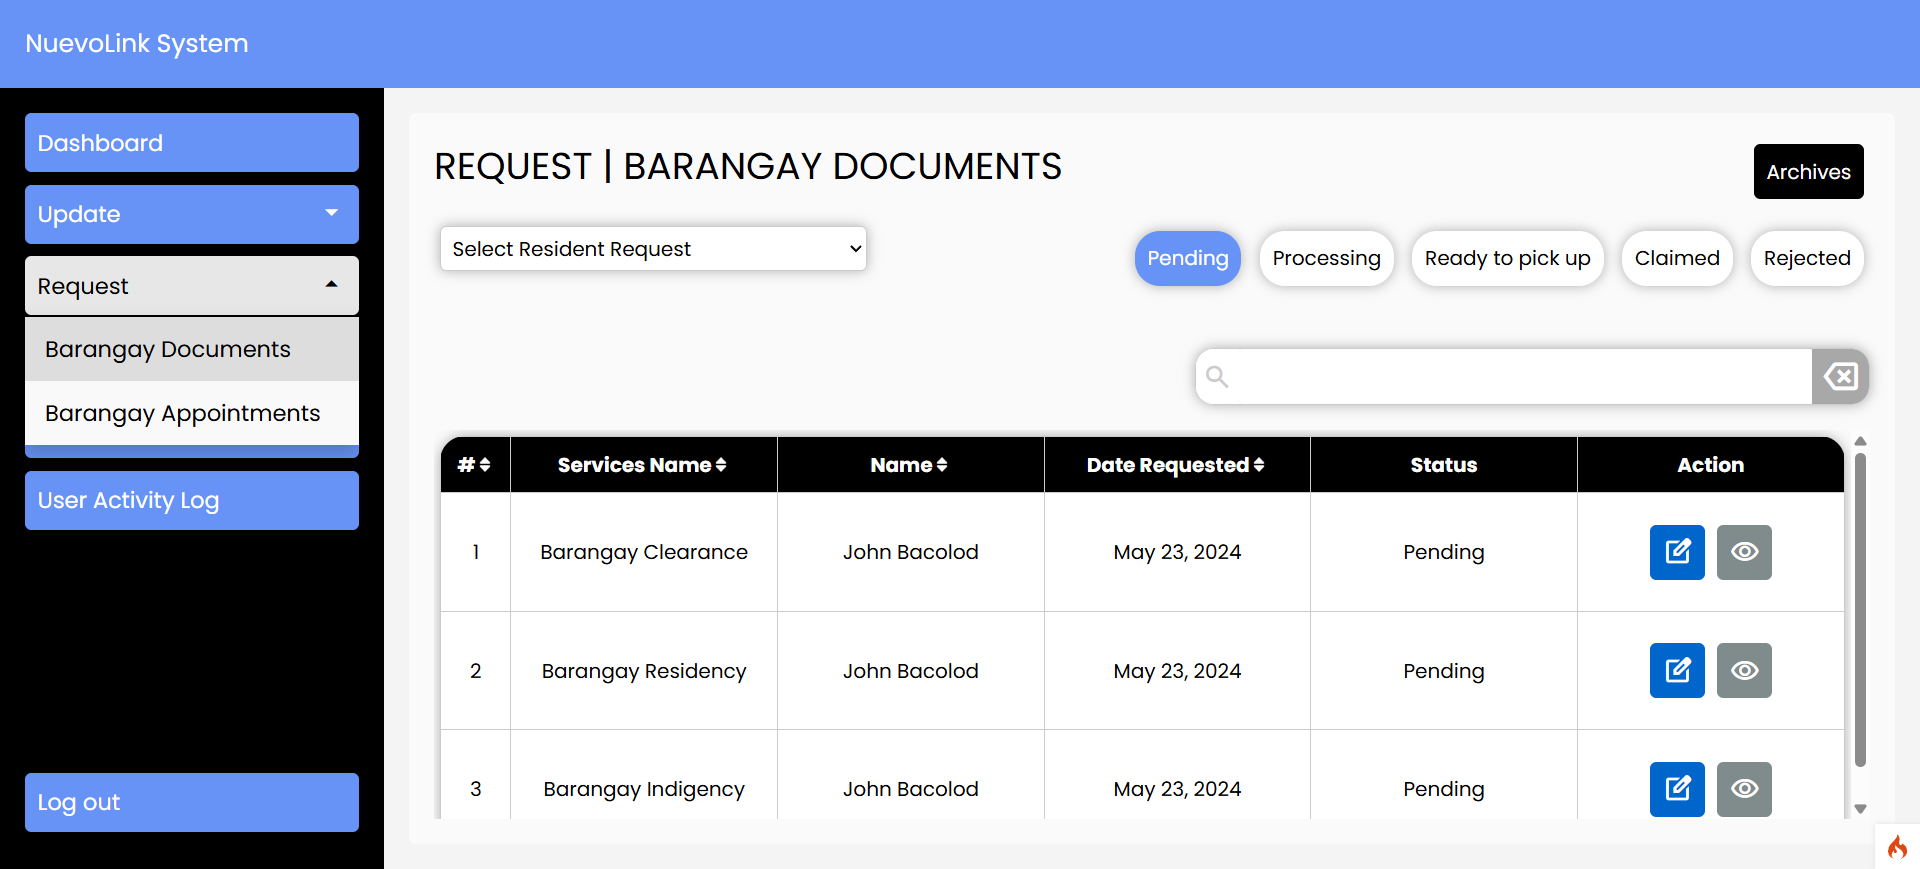 NuevoLink System
Dashboard
Update
Request
Barangay Documents
Barangay Appointments
User Activity Log
Log out
REQUEST | BARANGAY DOCUMENTS
Archives
Select Resident Request
Pending Processing Ready to pick up Claimed Rejected
# Services Name Name Date Requested Status Action
1 Barangay Clearance John Bacolod May 23, 2024 Pending
2 Barangay Residency John Bacolod May 23, 2024 Pending
3 Barangay Indigency John Bacolod May 23, 2024 Pending